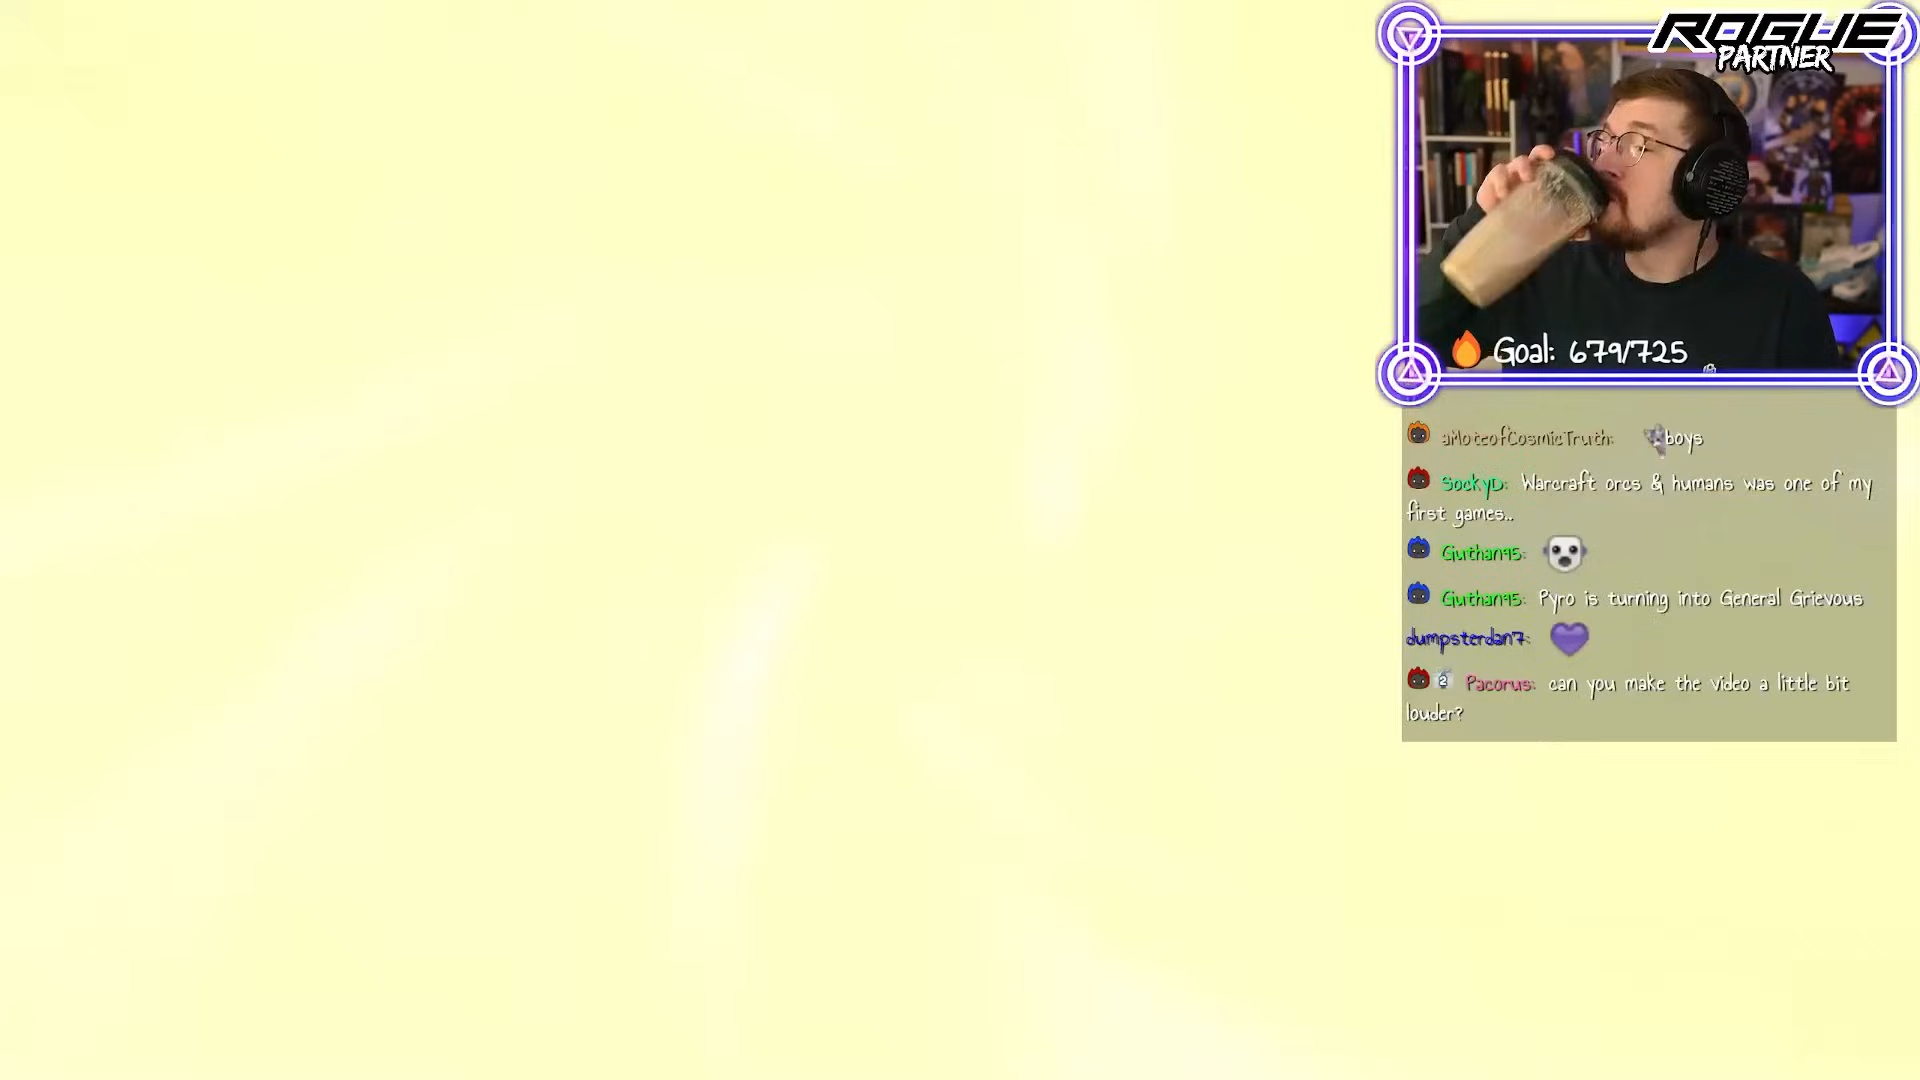 ROGUE
PARTNER
Goal: 679/725
aMoteofCosmicTruth: boys
SockyD: Warcraft orcs & humans was one of my
first games..
Guthan95:
Guthan95: Pyro is turning into General Grievous
dumpsterdan7:
2 Pacorus: can you make the video a little bit
louder?